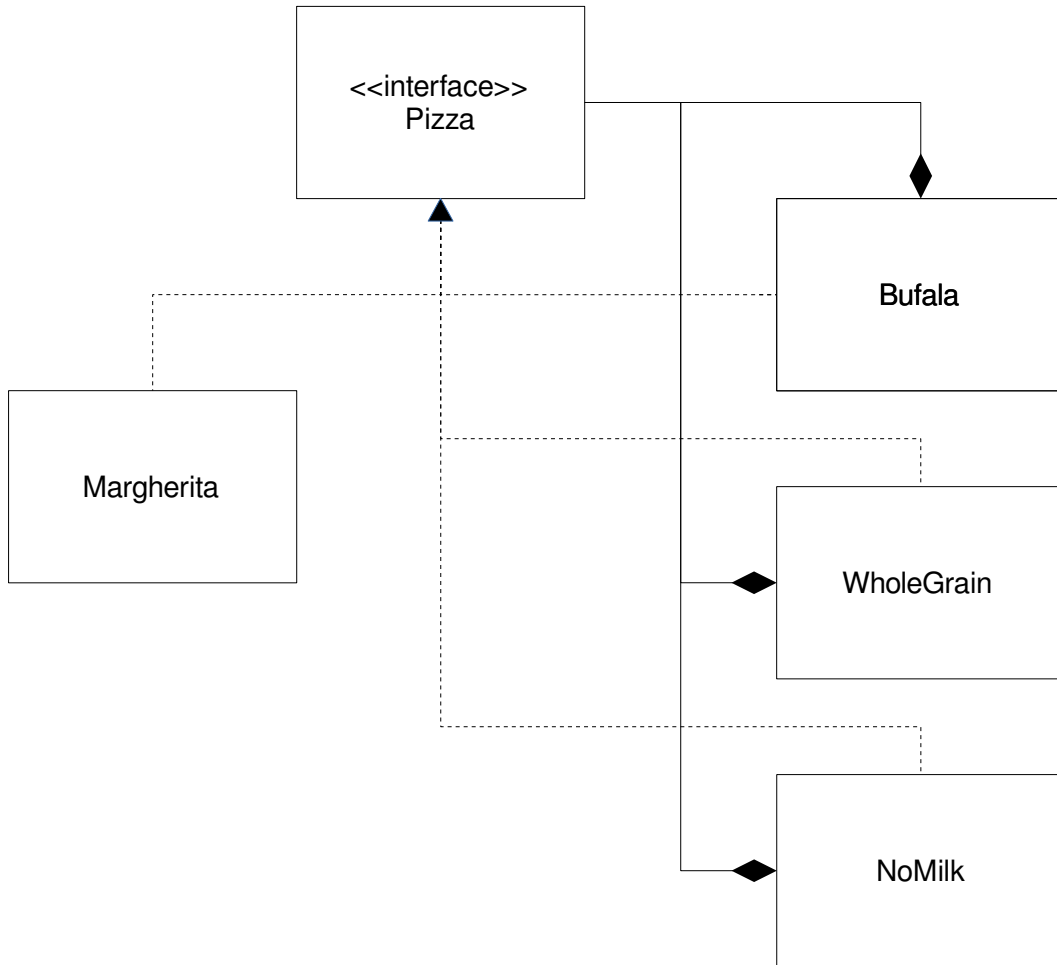 <<interface>>
Pizza
Bufala
Margherita
WholeGrain
NoMilk